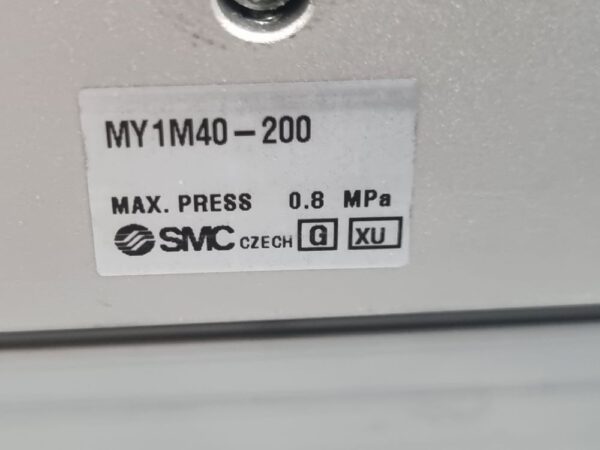 MY1M40-200
MAX. PRESS 0.8 MPa
SMC CZECH G XU